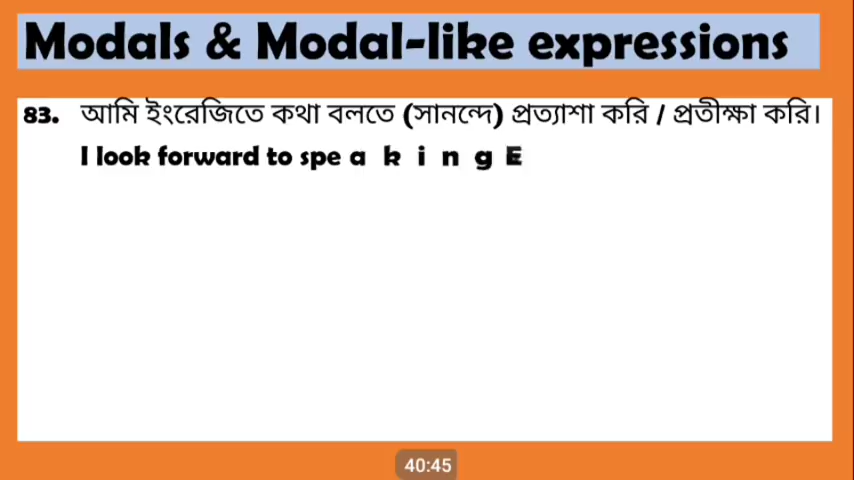 Modals & Modal-like expressions
83. আমি ইংরেজিতে কথা বলতে (সানন্দে) প্রত্যাশা করি / প্রতীক্ষা করি।
I look forward to spe a k i n g E
40:45